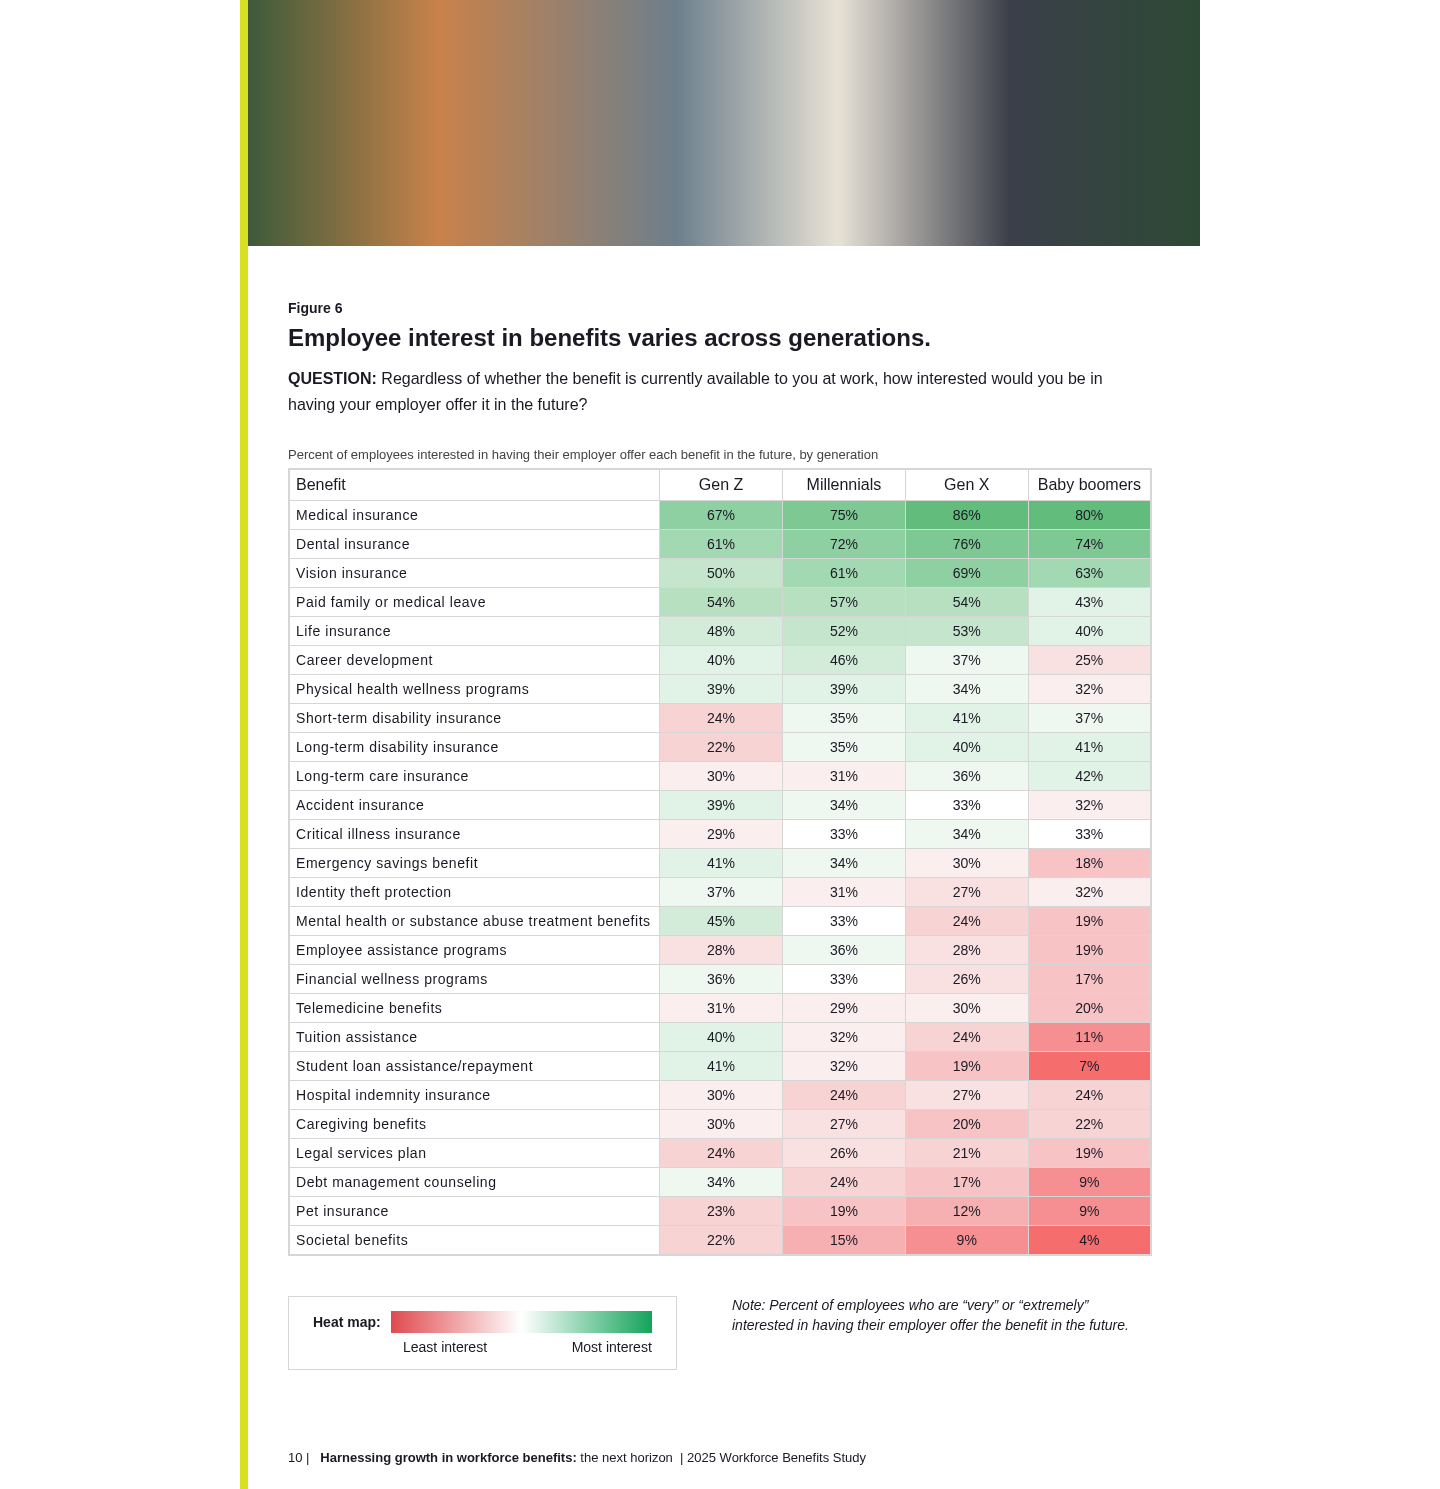 Figure 6
Employee interest in benefits varies across generations.
QUESTION: Regardless of whether the benefit is currently available to you at work, how interested would you be in
having your employer offer it in the future?
Percent of employees interested in having their employer offer each benefit in the future, by generation
Benefit Gen Z Millennials Gen X Baby boomers
Medical insurance 67% 75% 86% 80%
Dental insurance 61% 72% 76% 74%
Vision insurance 50% 61% 69% 63%
Paid family or medical leave 54% 57% 54% 43%
Life insurance 48% 52% 53% 40%
Career development 40% 46% 37% 25%
Physical health wellness programs 39% 39% 34% 32%
Short-term disability insurance 24% 35% 41% 37%
Long-term disability insurance 22% 35% 40% 41%
Long-term care insurance 30% 31% 36% 42%
Accident insurance 39% 34% 33% 32%
Critical illness insurance 29% 33% 34% 33%
Emergency savings benefit 41% 34% 30% 18%
Identity theft protection 37% 31% 27% 32%
Mental health or substance abuse treatment benefits 45% 33% 24% 19%
Employee assistance programs 28% 36% 28% 19%
Financial wellness programs 36% 33% 26% 17%
Telemedicine benefits 31% 29% 30% 20%
Tuition assistance 40% 32% 24% 11%
Student loan assistance/repayment 41% 32% 19% 7%
Hospital indemnity insurance 30% 24% 27% 24%
Caregiving benefits 30% 27% 20% 22%
Legal services plan 24% 26% 21% 19%
Debt management counseling 34% 24% 17% 9%
Pet insurance 23% 19% 12% 9%
Societal benefits 22% 15% 9% 4%
Heat map:
Least interest Most interest
Note: Percent of employees who are “very” or “extremely”
interested in having their employer offer the benefit in the future.
10 | Harnessing growth in workforce benefits: the next horizon | 2025 Workforce Benefits Study